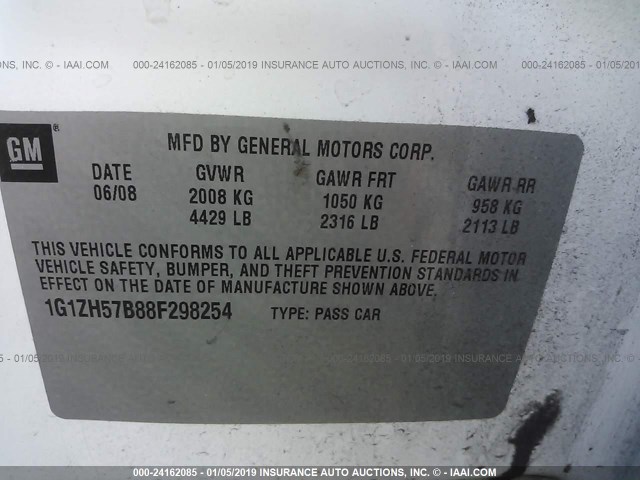 000-24162085 - 01/05/2019 INSURANCE AUTO AUCTIONS, INC. © - IAAI.COM
GM ®
MFD BY GENERAL MOTORS CORP.
DATE GVWR GAWR FRT GAWR RR
06/08 2008 KG 1050 KG 958 KG
4429 LB 2316 LB 2113 LB
THIS VEHICLE CONFORMS TO ALL APPLICABLE U.S. FEDERAL MOTOR
VEHICLE SAFETY, BUMPER, AND THEFT PREVENTION STANDARDS IN
EFFECT ON THE DATE OF MANUFACTURE SHOWN ABOVE.
1G1ZH57B88F298254 TYPE: PASS CAR
000-24162085 - 01/05/2019 INSURANCE AUTO AUCTIONS, INC. © - IAAI.COM
000-24162085 - 01/05/2019 INSURANCE AUTO AUCTIONS, INC. © - IAAI.COM